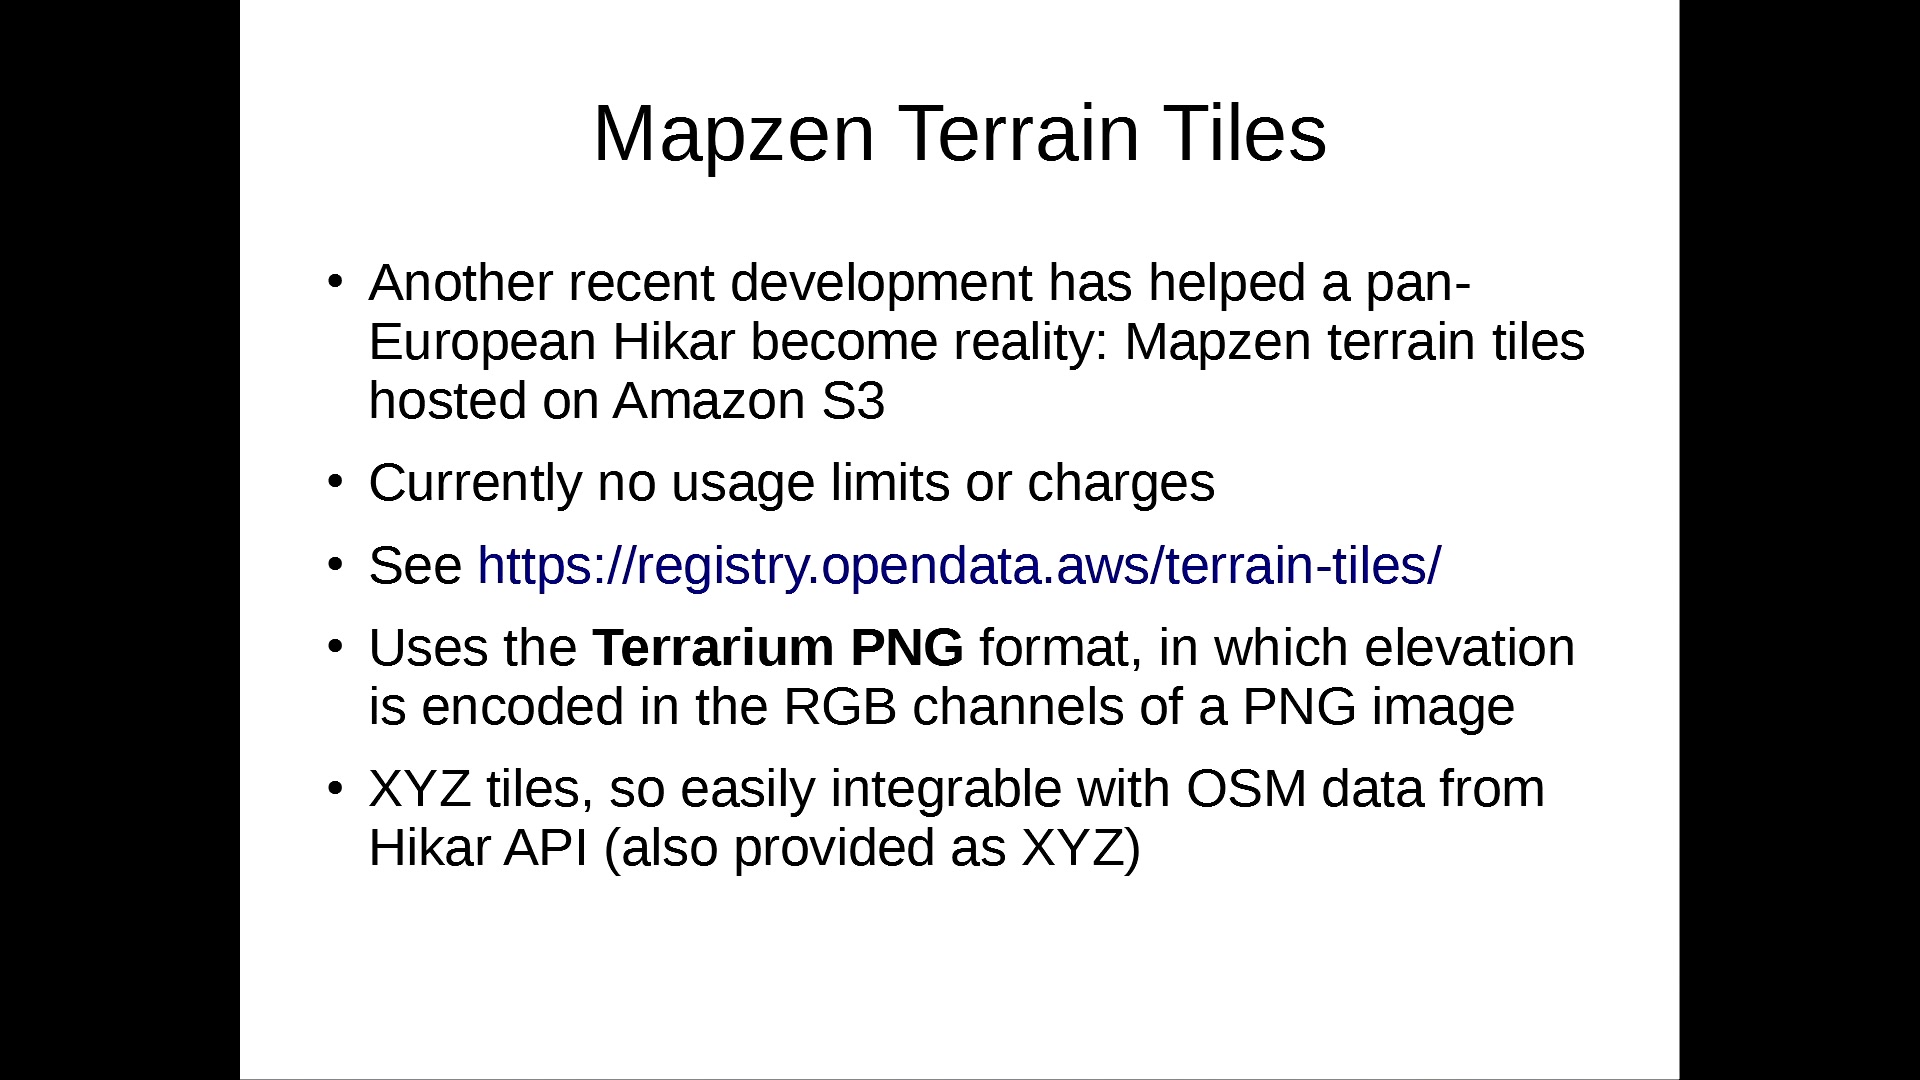 Mapzen Terrain Tiles
• Another recent development has helped a pan-
European Hikar become reality: Mapzen terrain tiles
hosted on Amazon S3
• Currently no usage limits or charges
• See https://registry.opendata.aws/terrain-tiles/
• Uses the Terrarium PNG format, in which elevation
is encoded in the RGB channels of a PNG image
• XYZ tiles, so easily integrable with OSM data from
Hikar API (also provided as XYZ)